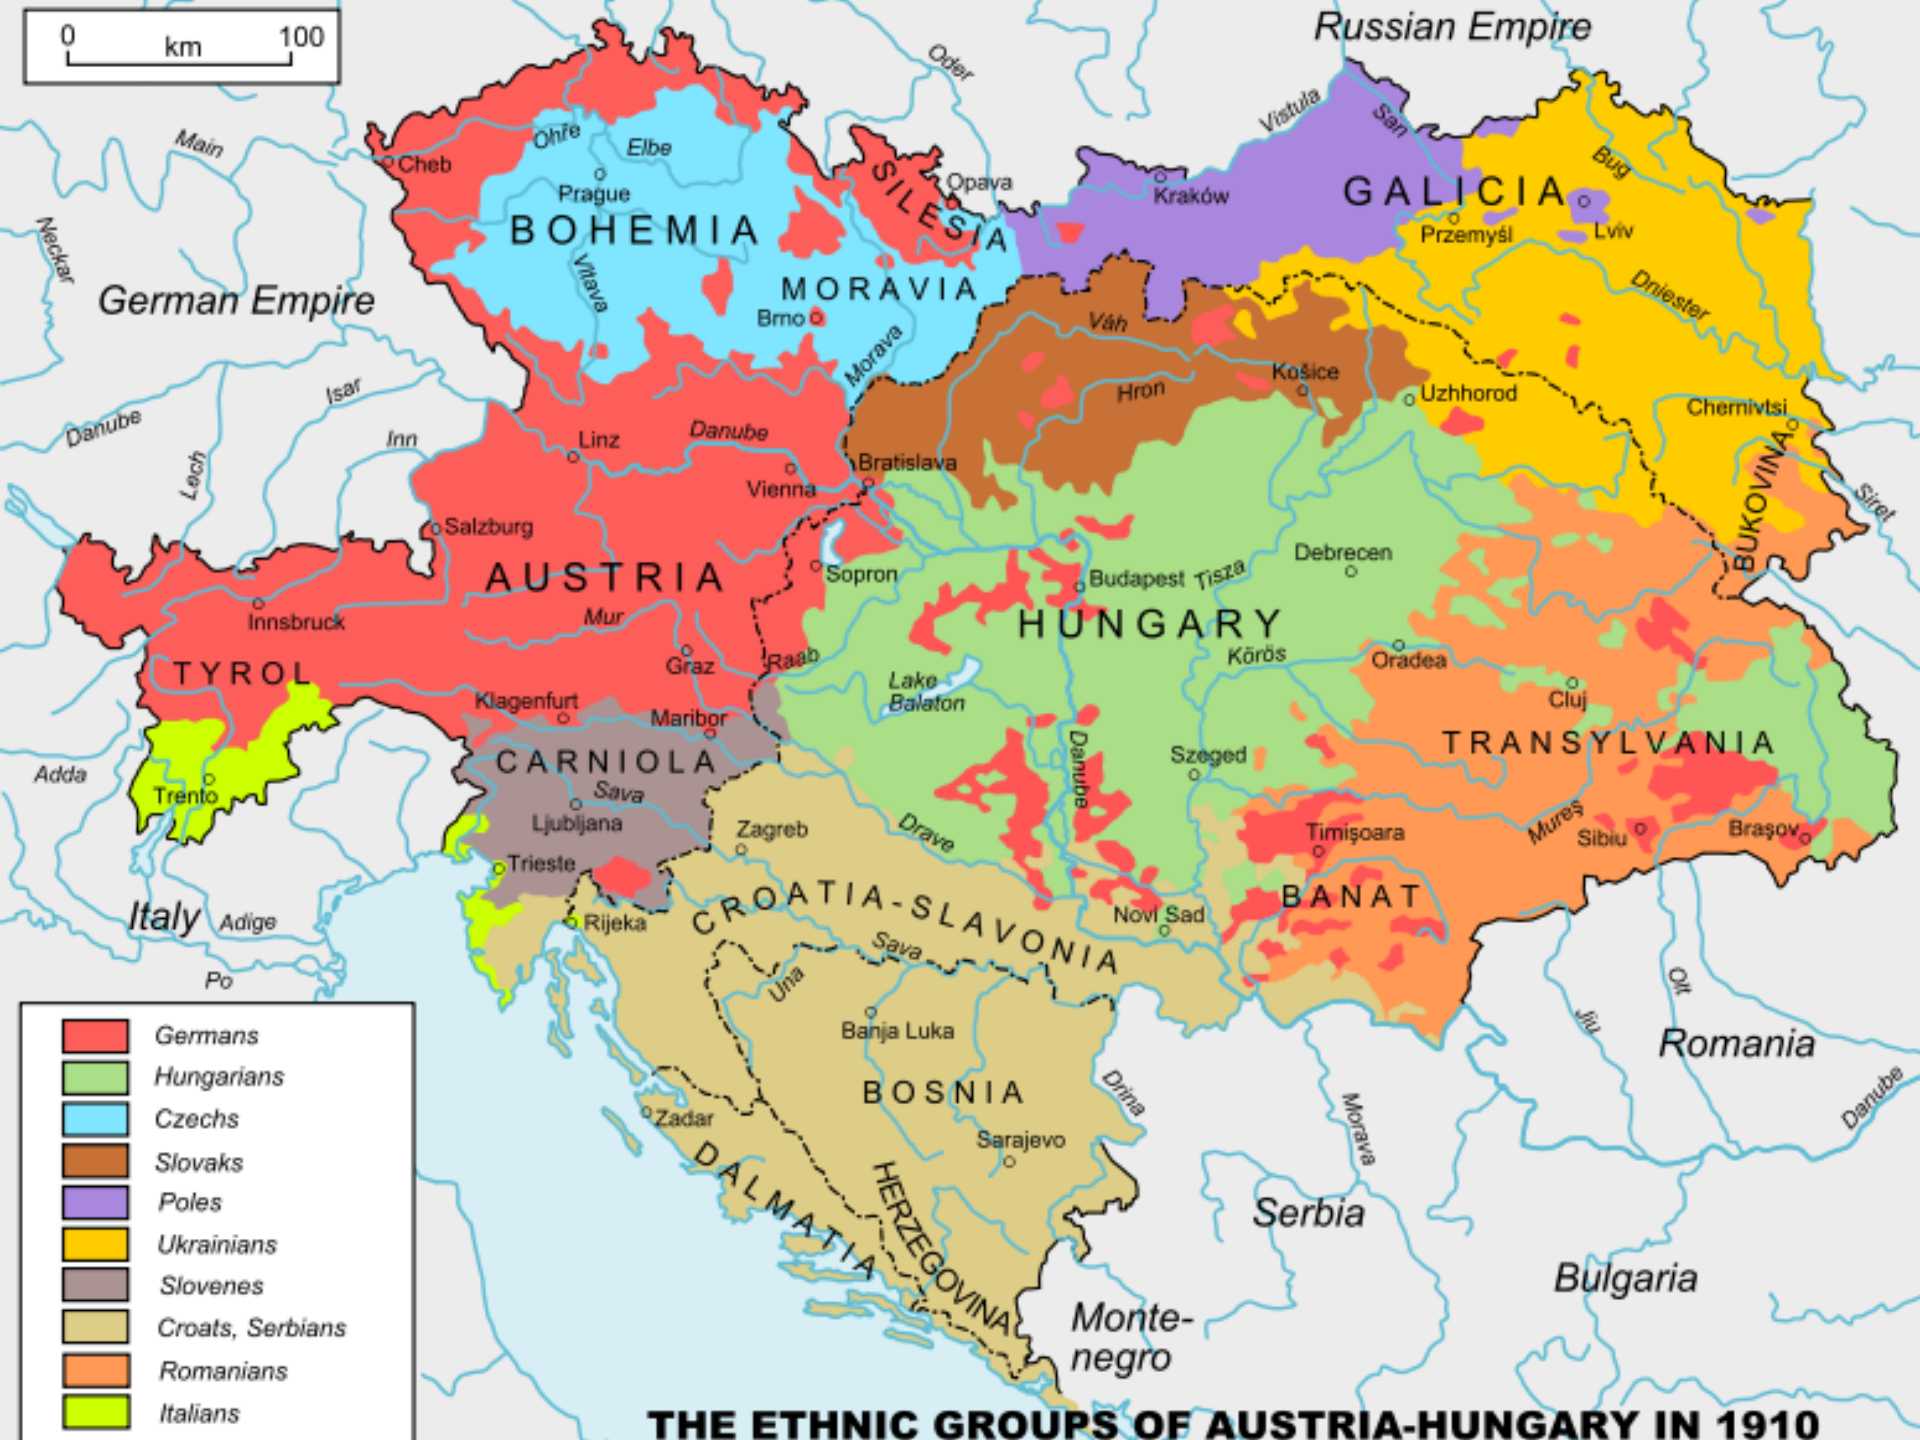 0
100
km
Russian Empire
Oder
Vistula
San
Main
Ohře
Elbe
Cheb
Bug
SILESIA
Opava
Prague
Kraków
GALICIA
BOHEMIA
Przemyśl
Lviv
Neckar
Vltava
MORAVIA
Dniester
German Empire
Brno
Váh
Morava
Košice
Isar
Hron
Uzhhorod
Chernivtsi
Danube
Inn
Linz
Danube
Lech
Bratislava
Vienna
BUKOVINA
Siret
Salzburg
Debrecen
AUSTRIA
Sopron
Budapest
Tisza
Innsbruck
Mur
HUNGARY
Körös
Oradea
TYROL
Graz
Raab
Lake
Balaton
Cluj
Klagenfurt
Maribor
TRANSYLVANIA
CARNIOLA
Szeged
Danube
Adda
Trento
Sava
Ljubljana
Zagreb
Drave
Timişoara
Mureş
Sibiu
Braşov
Trieste
CROATIA-SLAVONIA
BANAT
Italy
Adige
Rijeka
Novi Sad
Sava
Po
Una
Olt
Banja Luka
Jiu
Romania
BOSNIA
Drina
Danube
Zadar
Sarajevo
Morava
DALMATIA
HERZEGOVINA
Serbia
Bulgaria
Monte-
negro
Germans
Hungarians
Czechs
Slovaks
Poles
Ukrainians
Slovenes
Croats, Serbians
Romanians
Italians
THE ETHNIC GROUPS OF AUSTRIA-HUNGARY IN 1910